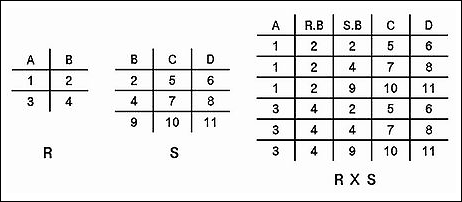 A B
1 2
3 4
R
B C D
2 5 6
4 7 8
9 10 11
S
A R.B S.B C D
1 2 2 5 6
1 2 4 7 8
1 2 9 10 11
3 4 2 5 6
3 4 4 7 8
3 4 9 10 11
R X S